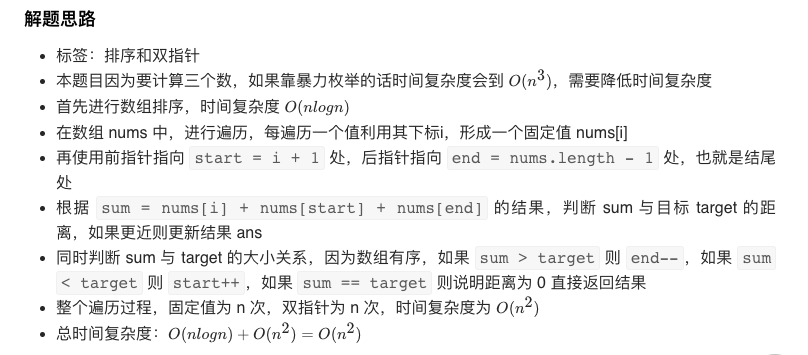 解题思路
• 标签：排序和双指针
• 本题目因为要计算三个数，如果靠暴力枚举的话时间复杂度会到 O(n³)，需要降低时间复杂度
• 首先进行数组排序，时间复杂度 O(nlogn)
• 在数组 nums 中，进行遍历，每遍历一个值利用其下标i，形成一个固定值 nums[i]
• 再使用前指针指向 start = i + 1 处，后指针指向 end = nums.length - 1 处，也就是结尾
处
• 根据 sum = nums[i] + nums[start] + nums[end] 的结果，判断 sum 与目标 target 的距
离，如果更近则更新结果 ans
• 同时判断 sum 与 target 的大小关系，因为数组有序，如果 sum > target 则 end-- ，如果 sum
< target 则 start++ ，如果 sum == target 则说明距离为 0 直接返回结果
• 整个遍历过程，固定值为 n 次，双指针为 n 次，时间复杂度为 O(n²)
• 总时间复杂度：O(nlogn) + O(n²) = O(n²)